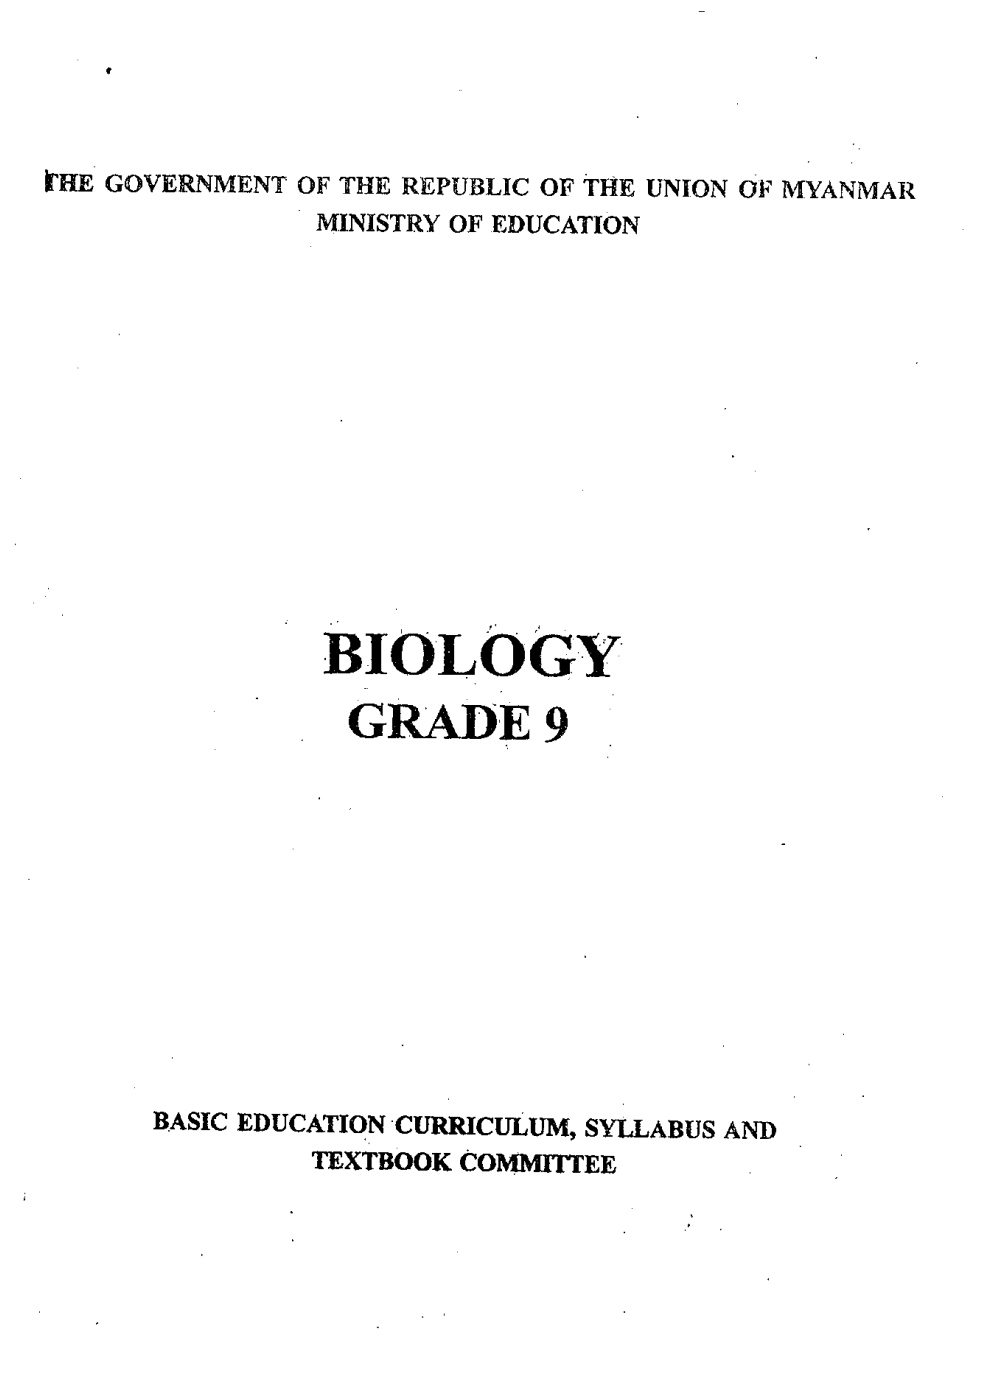 THE GOVERNMENT OF THE REPUBLIC OF THE UNION OF MYANMAR
MINISTRY OF EDUCATION
BIOLOGY
GRADE 9
BASIC EDUCATION CURRICULUM, SYLLABUS AND
TEXTBOOK COMMITTEE